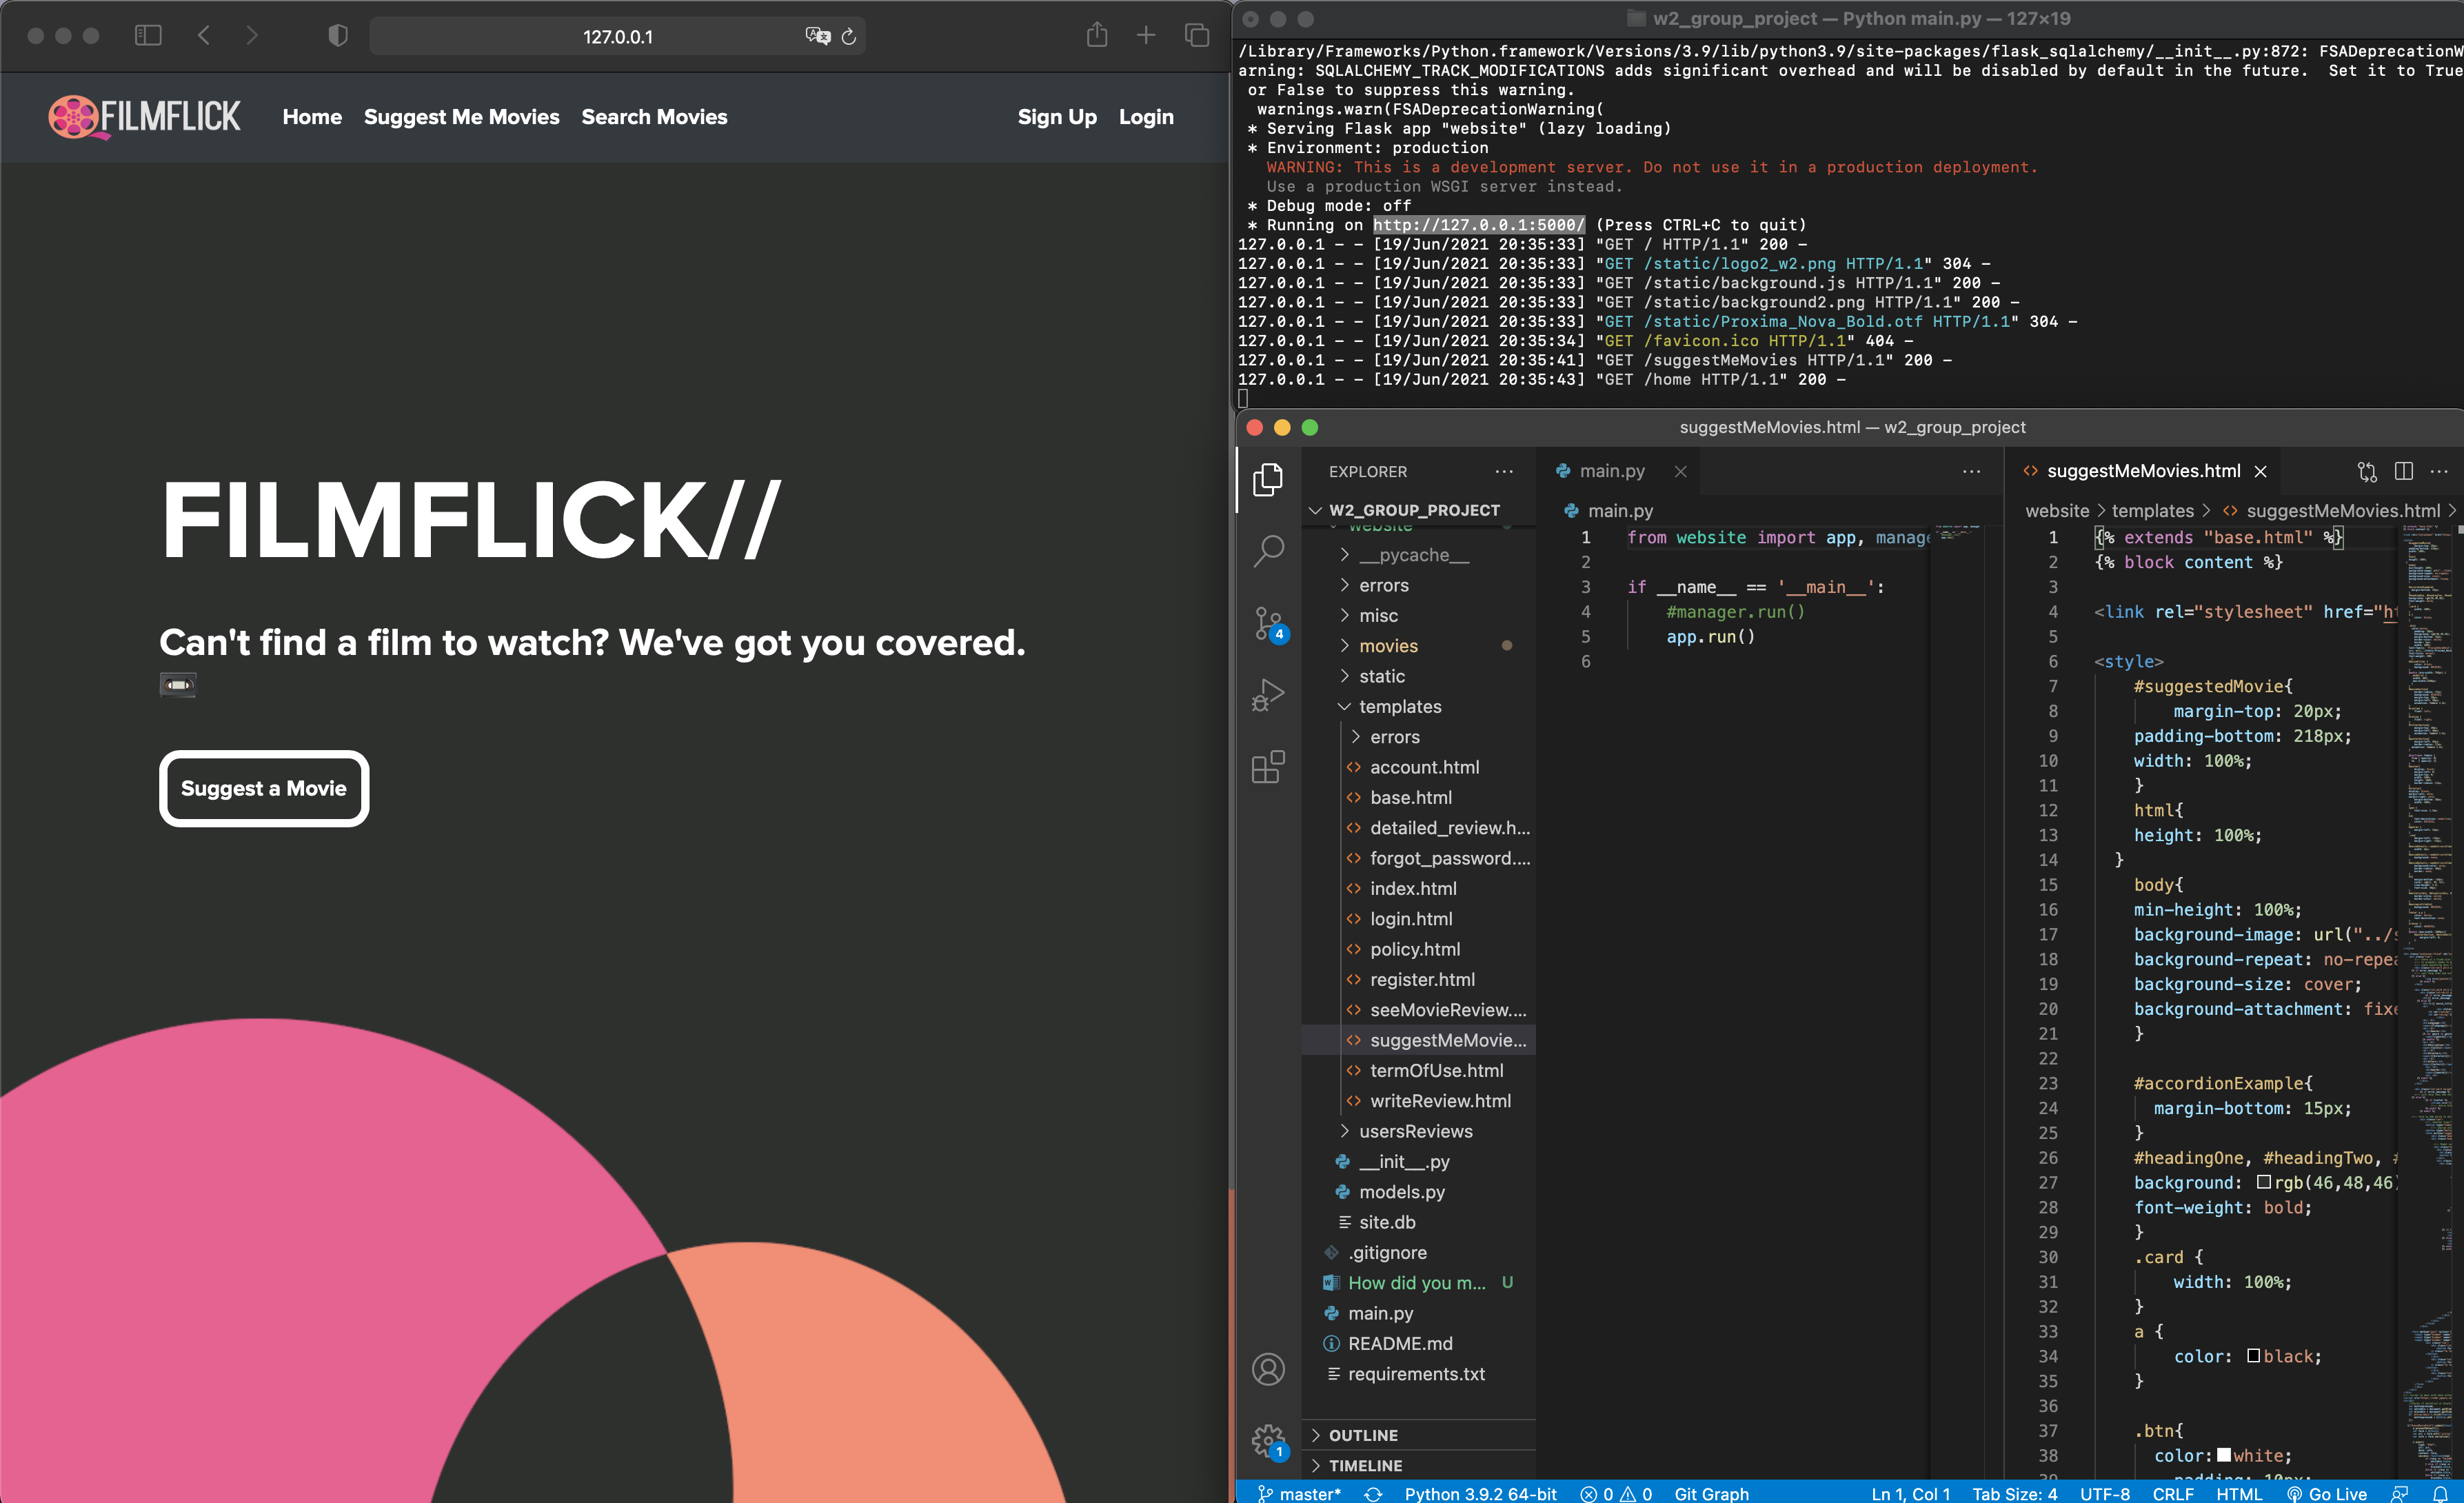 127.0.0.1
FILMFLICK
Home Suggest Me Movies Search Movies Sign Up Login
FILMFLICK//
Can't find a film to watch? We've got you covered.
Suggest a Movie
w2_group_project — Python main.py — 127×19
/Library/Frameworks/Python.framework/Versions/3.9/lib/python3.9/site-packages/flask_sqlalchemy/__init__.py:872: FSADeprecationW
arning: SQLALCHEMY_TRACK_MODIFICATIONS adds significant overhead and will be disabled by default in the future.  Set it to True
 or False to suppress this warning.
  warnings.warn(FSADeprecationWarning(
 * Serving Flask app "website" (lazy loading)
 * Environment: production
   WARNING: This is a development server. Do not use it in a production deployment.
   Use a production WSGI server instead.
 * Debug mode: off
 * Running on http://127.0.0.1:5000/ (Press CTRL+C to quit)
127.0.0.1 - - [19/Jun/2021 20:35:33] "GET / HTTP/1.1" 200 -
127.0.0.1 - - [19/Jun/2021 20:35:33] "GET /static/logo2_w2.png HTTP/1.1" 304 -
127.0.0.1 - - [19/Jun/2021 20:35:33] "GET /static/background.js HTTP/1.1" 200 -
127.0.0.1 - - [19/Jun/2021 20:35:33] "GET /static/background2.png HTTP/1.1" 200 -
127.0.0.1 - - [19/Jun/2021 20:35:33] "GET /static/Proxima_Nova_Bold.otf HTTP/1.1" 304 -
127.0.0.1 - - [19/Jun/2021 20:35:34] "GET /favicon.ico HTTP/1.1" 404 -
127.0.0.1 - - [19/Jun/2021 20:35:41] "GET /suggestMeMovies HTTP/1.1" 200 -
127.0.0.1 - - [19/Jun/2021 20:35:43] "GET /home HTTP/1.1" 200 -
suggestMeMovies.html — w2_group_project
4
1
EXPLORER
W2_GROUP_PROJECT
website
__pycache__
errors
misc
movies
static
templates
errors
account.html
base.html
detailed_review.h...
forgot_password....
index.html
login.html
policy.html
register.html
seeMovieReview....
suggestMeMovie...
termOfUse.html
writeReview.html
usersReviews
__init__.py
models.py
site.db
.gitignore
How did you m... U
main.py
README.md
requirements.txt
OUTLINE
TIMELINE
main.py
main.py
1 from website import app, manage
2
3 if __name__ == '__main__':
4     #manager.run()
5     app.run()
6
suggestMeMovies.html
website > templates > suggestMeMovies.html >
1 {% extends "base.html" %}
2 {% block content %}
3
4 <link rel="stylesheet" href="ht
5
6 <style>
7 #suggestedMovie{
8 margin-top: 20px;
9 padding-bottom: 218px;
10 width: 100%;
11 }
12 html{
13 height: 100%;
14 }
15 body{
16 min-height: 100%;
17 background-image: url("../s
18 background-repeat: no-repea
19 background-size: cover;
20 background-attachment: fixe
21 }
22
23 #accordionExample{
24 margin-bottom: 15px;
25 }
26 #headingOne, #headingTwo, #
27 background: rgb(46,48,46)
28 font-weight: bold;
29 }
30 .card {
31 width: 100%;
32 }
33 a {
34 color: black;
35 }
36
37 .btn{
38 color:white;
39 padding: 10px;
master* Python 3.9.2 64-bit 0 0 Git Graph Ln 1, Col 1 Tab Size: 4 UTF-8 CRLF HTML Go Live